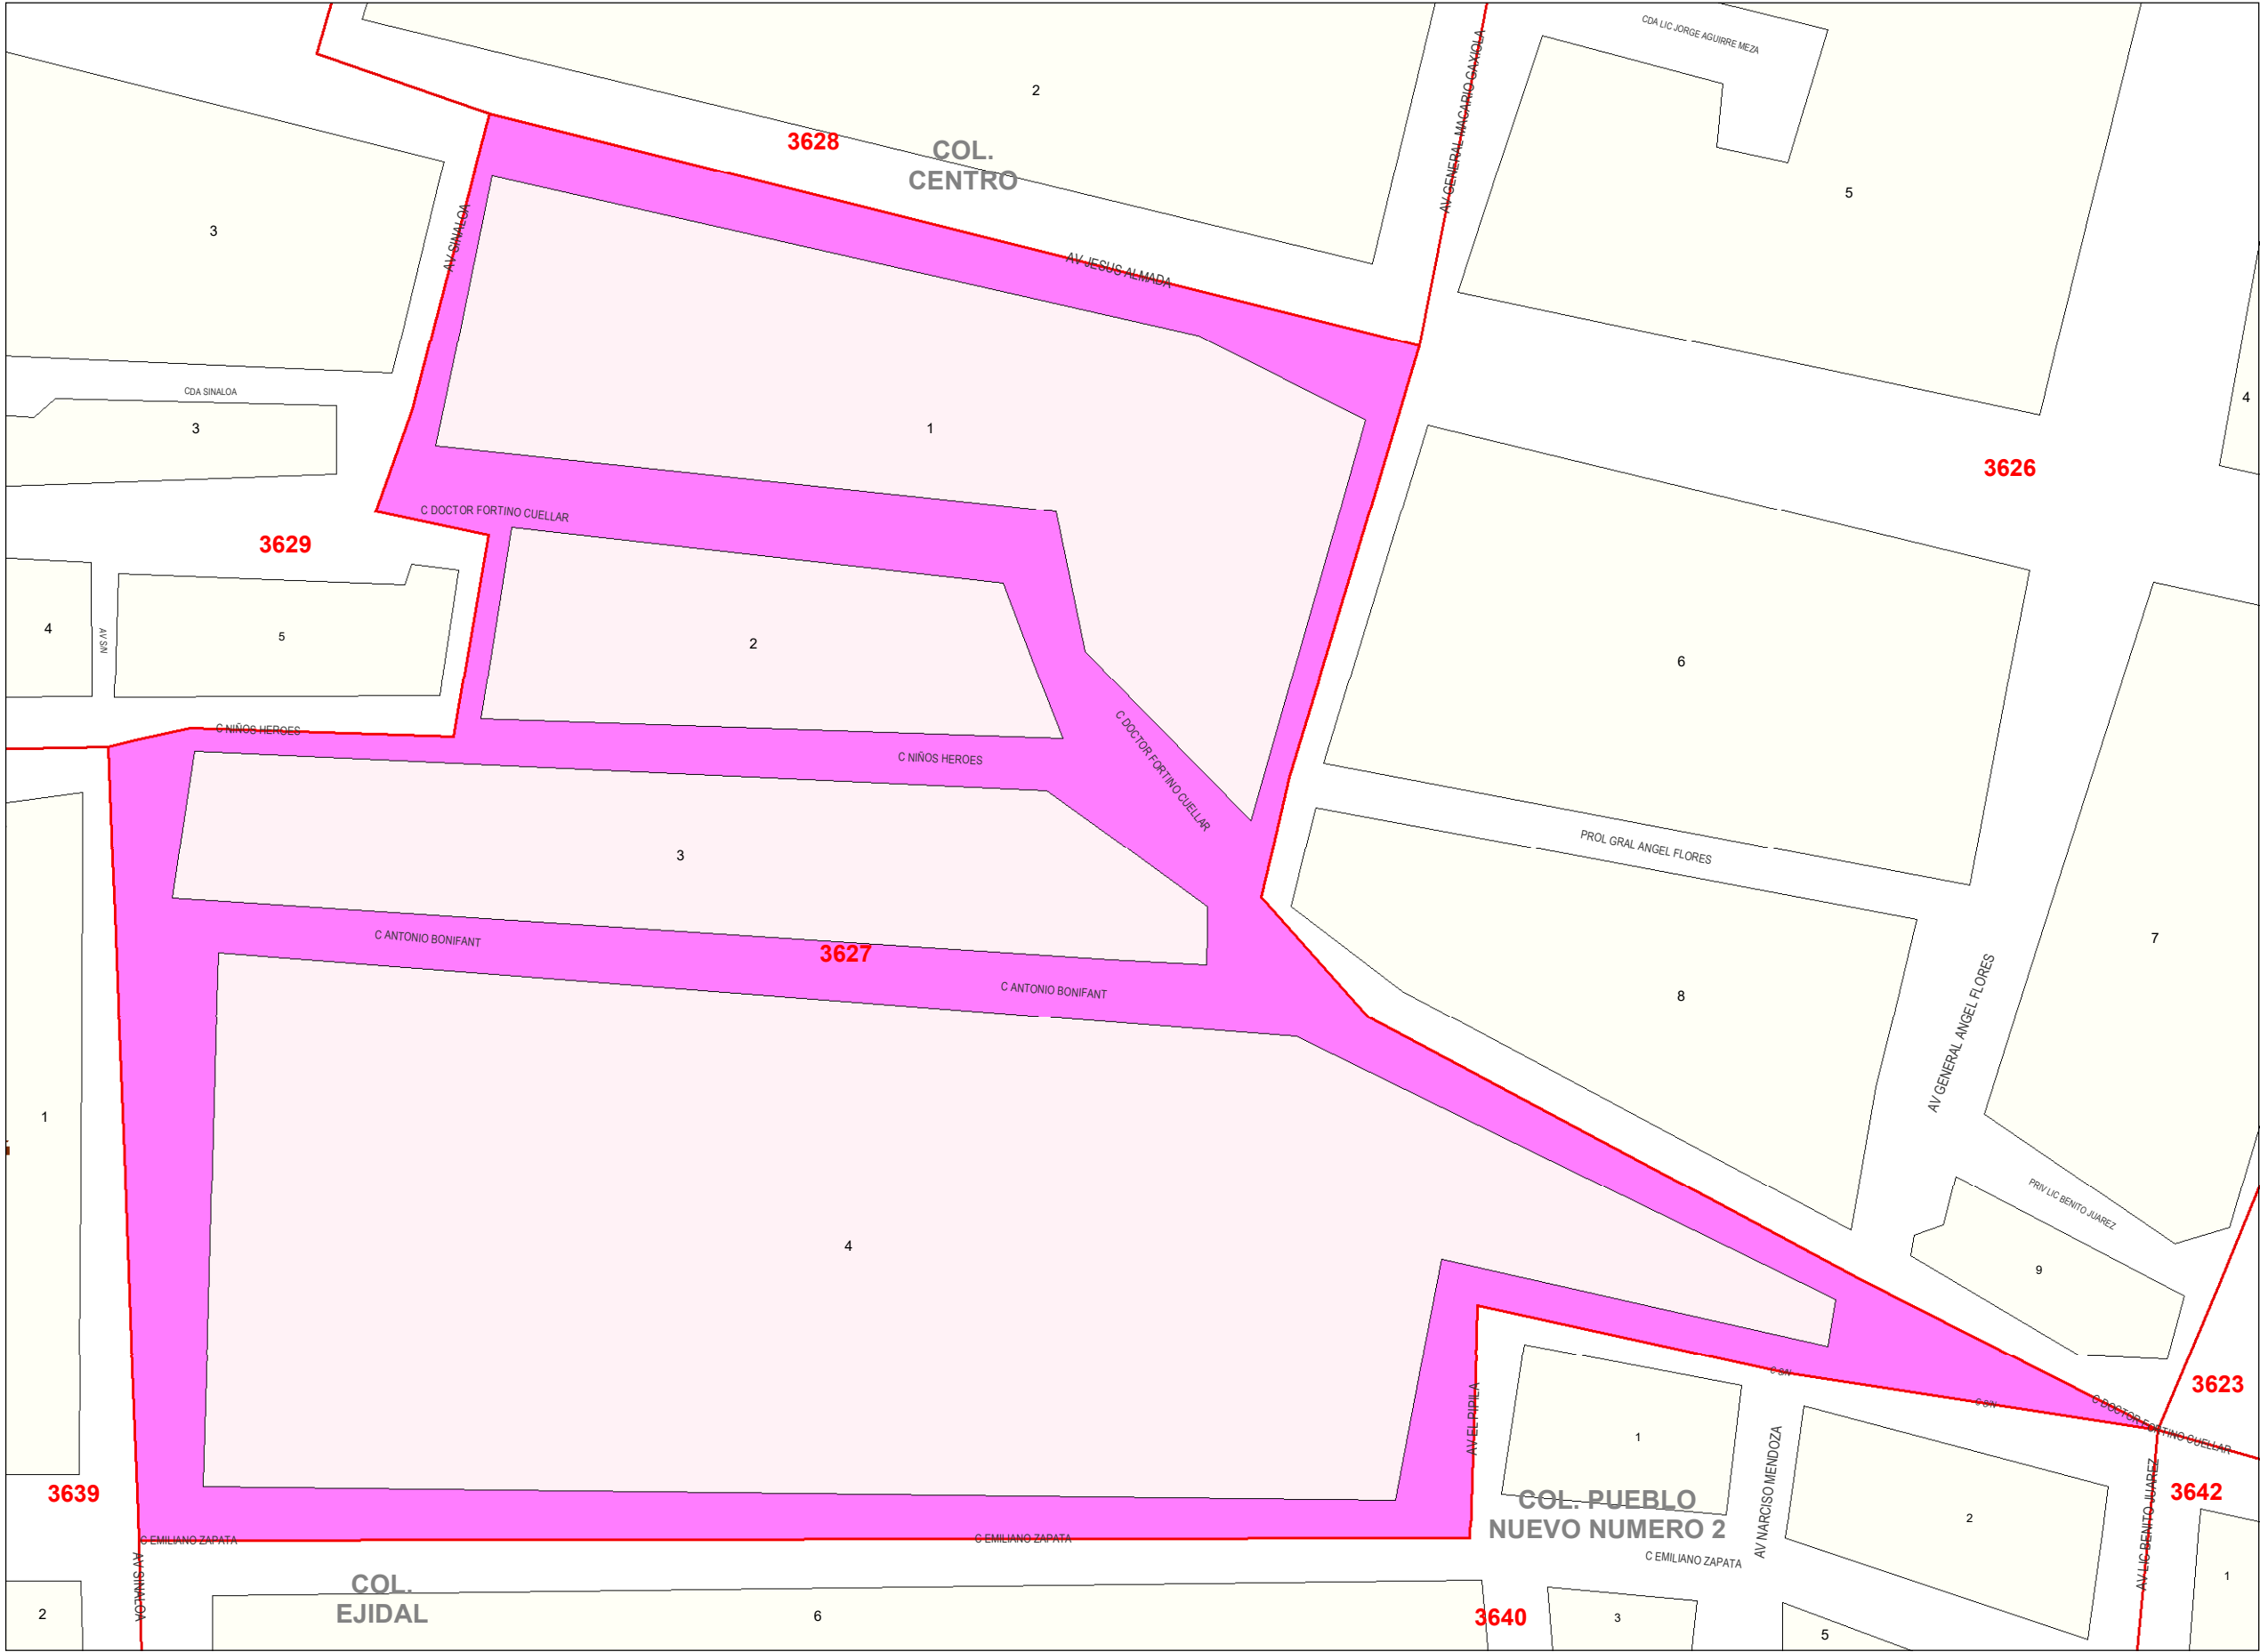 CDA LIC JORGE AGUIRRE MEZA
2
AV GENERAL MACARIO GAXIOLA
3628
COL.
CENTRO
5
3
AV SINALOA
AV JESUS ALMADA
CDA SINALOA
3
1
4
3626
C DOCTOR FORTINO CUELLAR
3629
4
AV S/N
5
2
6
C NIÑOS HEROES
C NIÑOS HEROES
C DOCTOR FORTINO CUELLAR
PROL GRAL ANGEL FLORES
3
C ANTONIO BONIFANT
3627
C ANTONIO BONIFANT
7
8
AV GENERAL ANGEL FLORES
1
PRIV LIC BENITO JUAREZ
4
9
C S/N
3623
C S/N
C DOCTOR FORTINO CUELLAR
AV EL PIPILA
1
AV NARCISO MENDOZA
3639
COL. PUEBLO
NUEVO NUMERO 2
2
AV LIC BENITO JUAREZ
3642
C EMILIANO ZAPATA
C EMILIANO ZAPATA
C EMILIANO ZAPATA
AV SINALOA
COL.
EJIDAL
1
2
6
3640
3
5